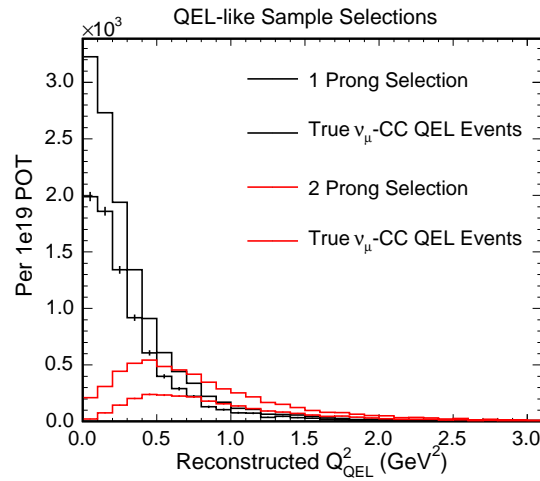 QEL-like Sample Selections
×10³
3.0
2.5
2.0
1.5
1.0
0.5
0.0
Per 1e19 POT
1 Prong Selection
True νμ-CC QEL Events
2 Prong Selection
True νμ-CC QEL Events
0.0 0.5 1.0 1.5 2.0 2.5 3.0
Reconstructed Q²QEL (GeV²)